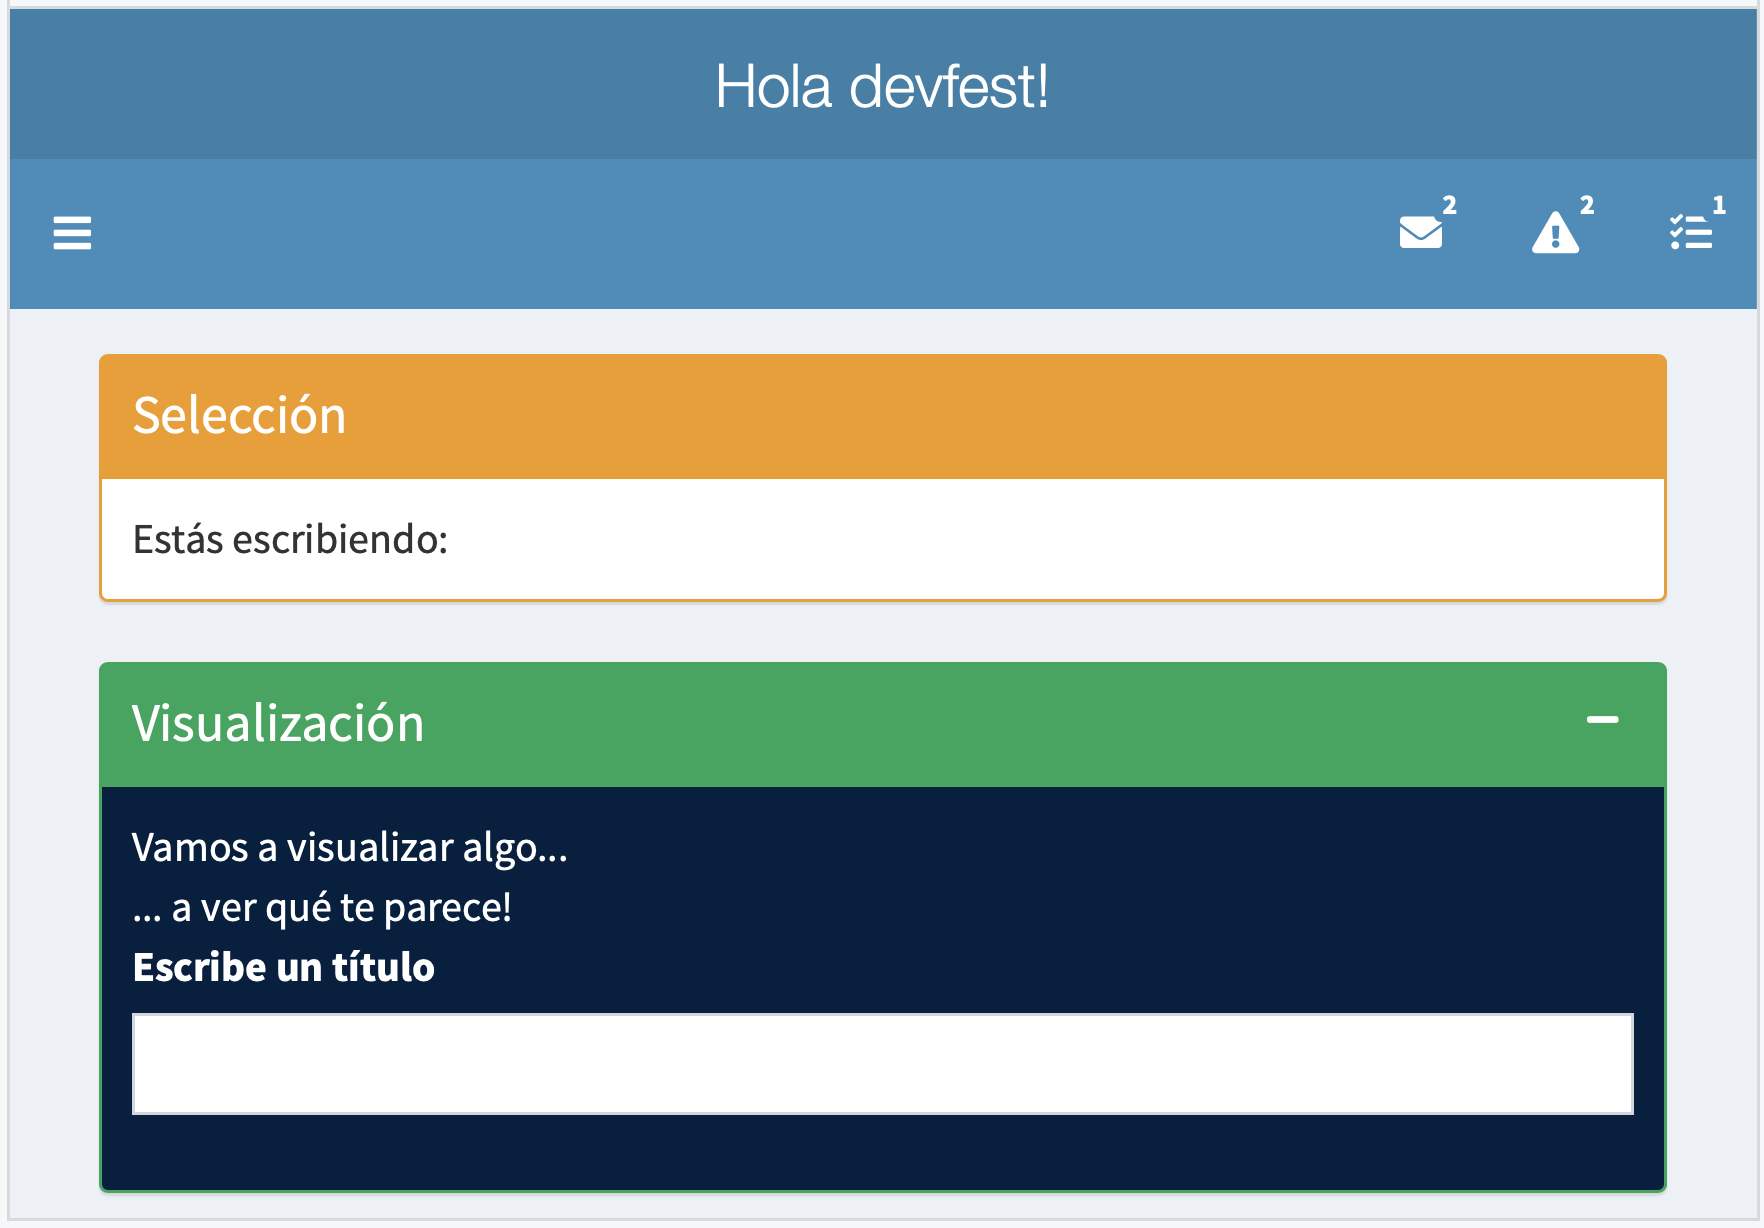 Hola devfest!
2
2
1
Selección
Estás escribiendo:
Visualización
Vamos a visualizar algo...
... a ver qué te parece!
Escribe un título